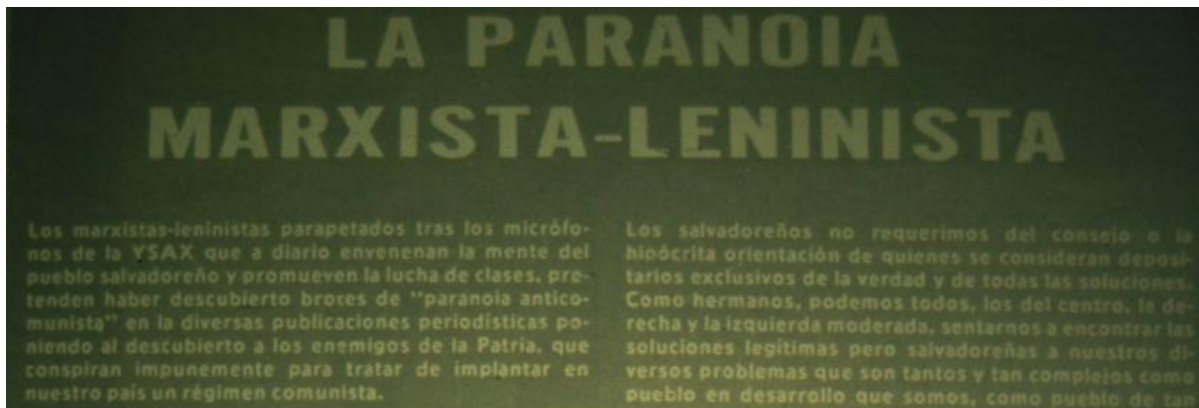 LA PARANOIA
MARXISTA-LENINISTA
Los marxistas-leninistas parapetados tras los micrófo-
nos de la YSAX que a diario envenenan la mente del
pueblo salvadoreño y promueven la lucha de clases, pre-
tenden haber descubierto brotes de "paranoia antico-
munista" en la diversas publicaciones periodísticas po-
niendo al descubierto a los enemigos de la Patria, que
conspiran impunemente para tratar de implantar en
nuestro país un régimen comunista.
Los salvadoreños no requerimos del consejo o la
hipócrita orientación de quienes se consideran deposi-
tarios exclusivos de la verdad y de todas las soluciones.
Como hermanos, podemos todos, los del centro, la de-
recha y la izquierda moderada, sentarnos a encontrar las
soluciones legítimas pero salvadoreñas a nuestros di-
versos problemas que son tantos y tan complejos como
pueblo en desarrollo que somos, como pueblo de tan